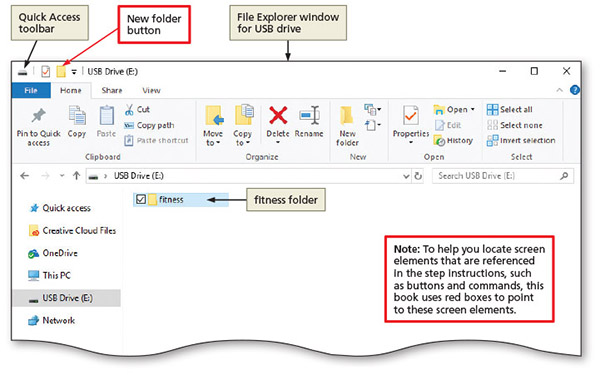 Quick Access
toolbar
New folder
button
File Explorer window
for USB drive
USB Drive (E:)
File
Home
Share
View
Pin to Quick
access
Copy
Paste
Cut
Copy path
Paste shortcut
Clipboard
Move
to
Copy
to
Delete
Rename
Organize
New
folder
New
Properties
Open
Edit
History
Open
Select all
Select none
Invert selection
Select
USB Drive (E:)
Search USB Drive (E:)
Quick access
Creative Cloud Files
OneDrive
This PC
USB Drive (E:)
Network
fitness
fitness folder
Note: To help you locate screen
elements that are referenced
in the step instructions, such
as buttons and commands, this
book uses red boxes to point
to these screen elements.